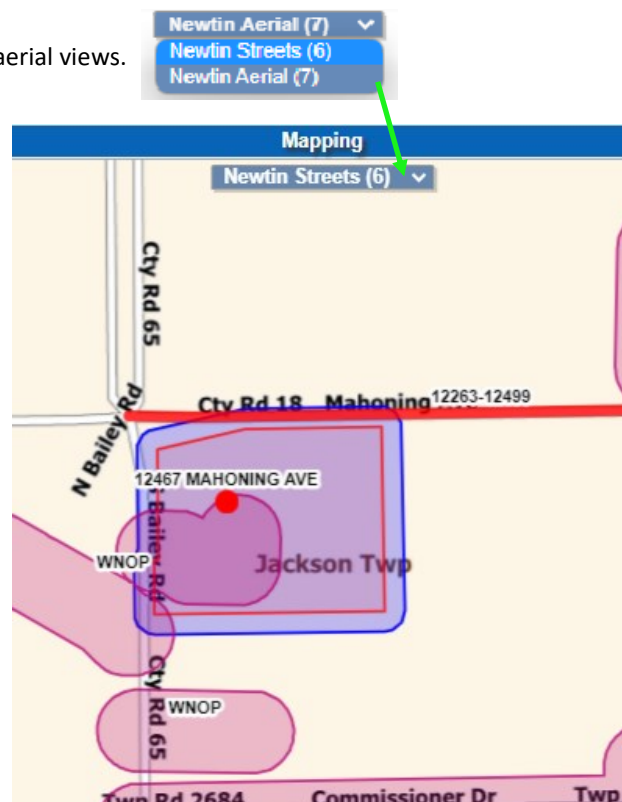 Newtin Aerial (7)
aerial views.
Newtin Streets (6)
Newtin Aerial (7)
Mapping
Newtin Streets (6)
Cty Rd 65
Cty Rd 18 Mahoning
12263-12499
N Bailey Rd
12467 MAHONING AVE
Bailey Rd
WNOP
Jackson Twp
Cty Rd 65
WNOP
Twp Rd 2684
Commissioner Dr
Twp